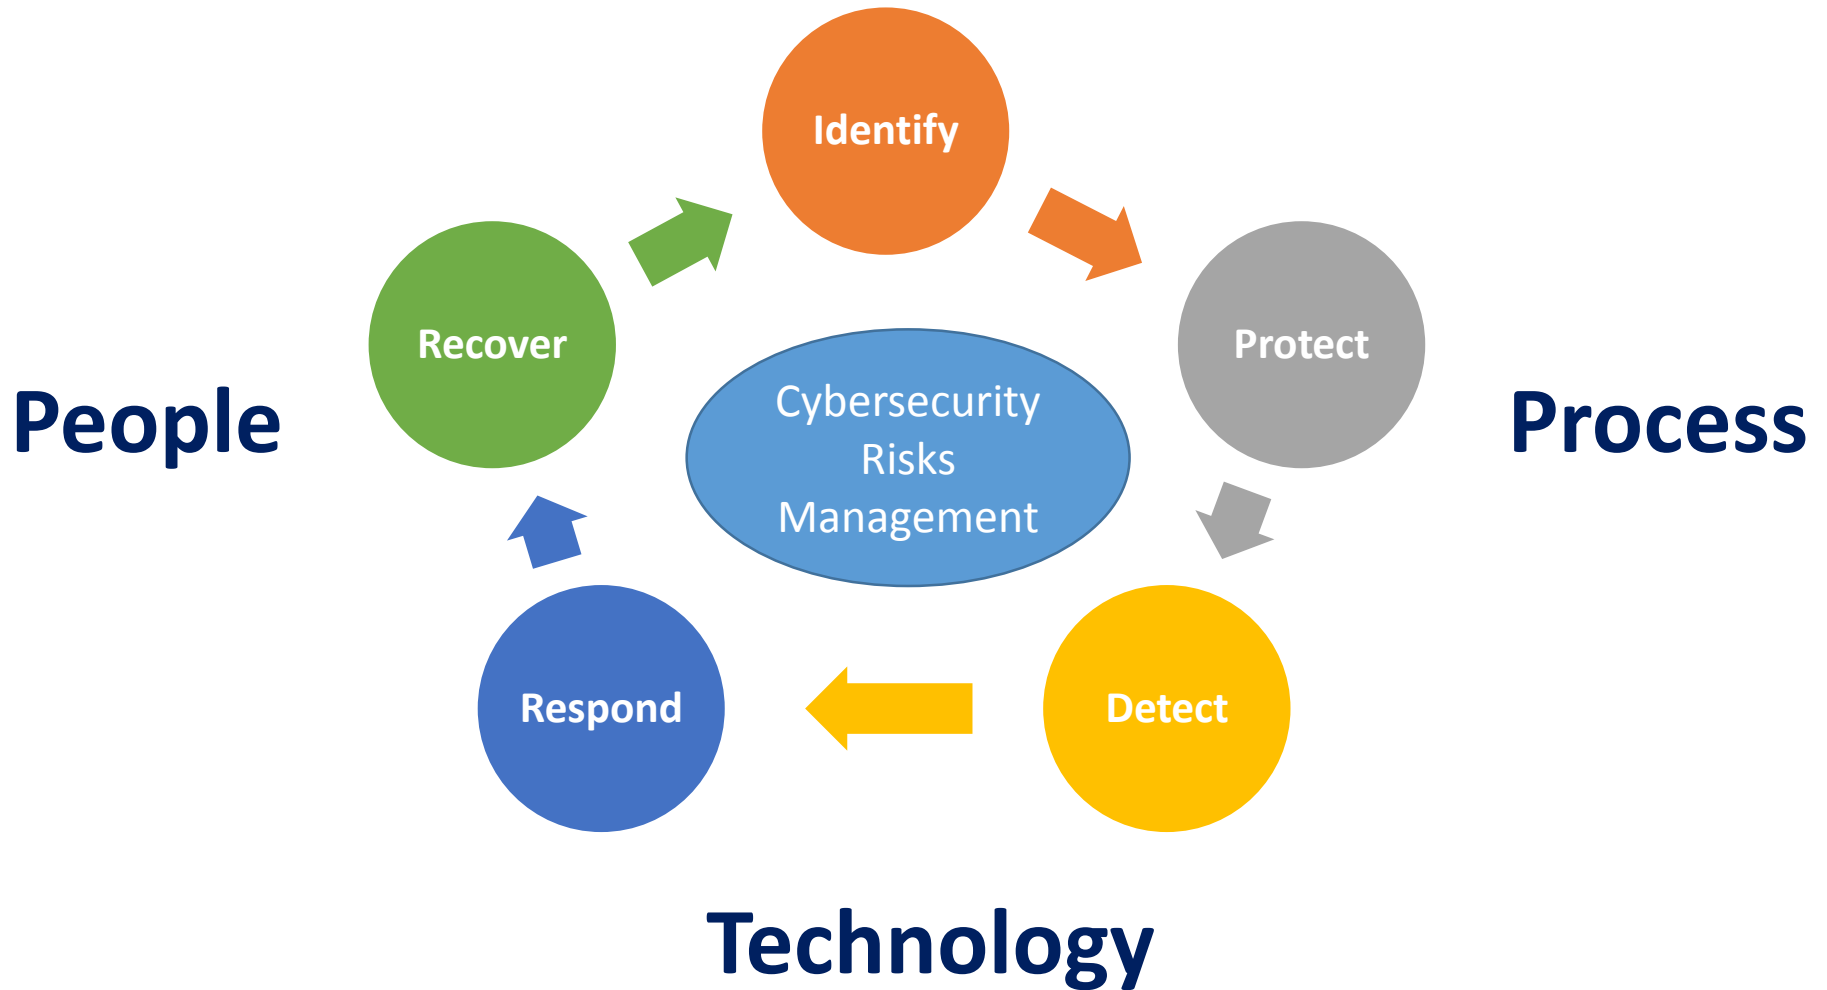 Identify
Recover
Protect
People
Cybersecurity
Risks
Management
Process
Respond
Detect
Technology